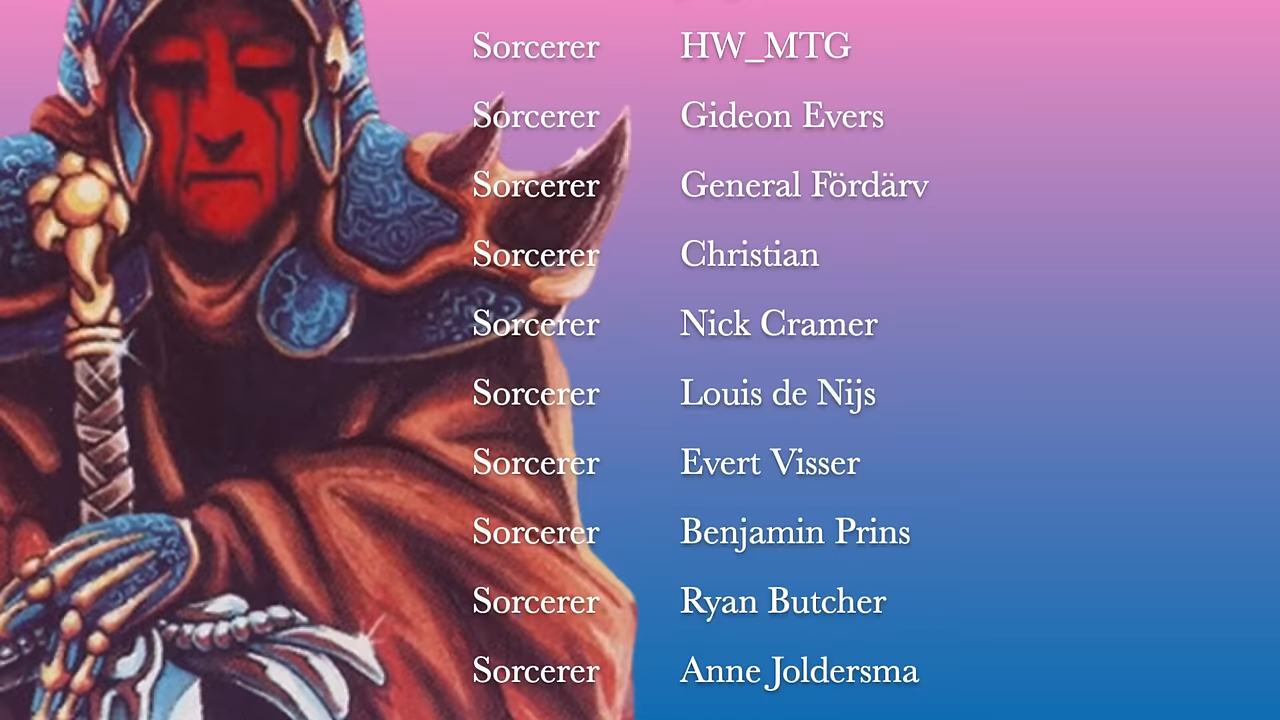 Sorcerer HW_MTG
Sorcerer Gideon Evers
Sorcerer General Fördärv
Sorcerer Christian
Sorcerer Nick Cramer
Sorcerer Louis de Nijs
Sorcerer Evert Visser
Sorcerer Benjamin Prins
Sorcerer Ryan Butcher
Sorcerer Anne Joldersma